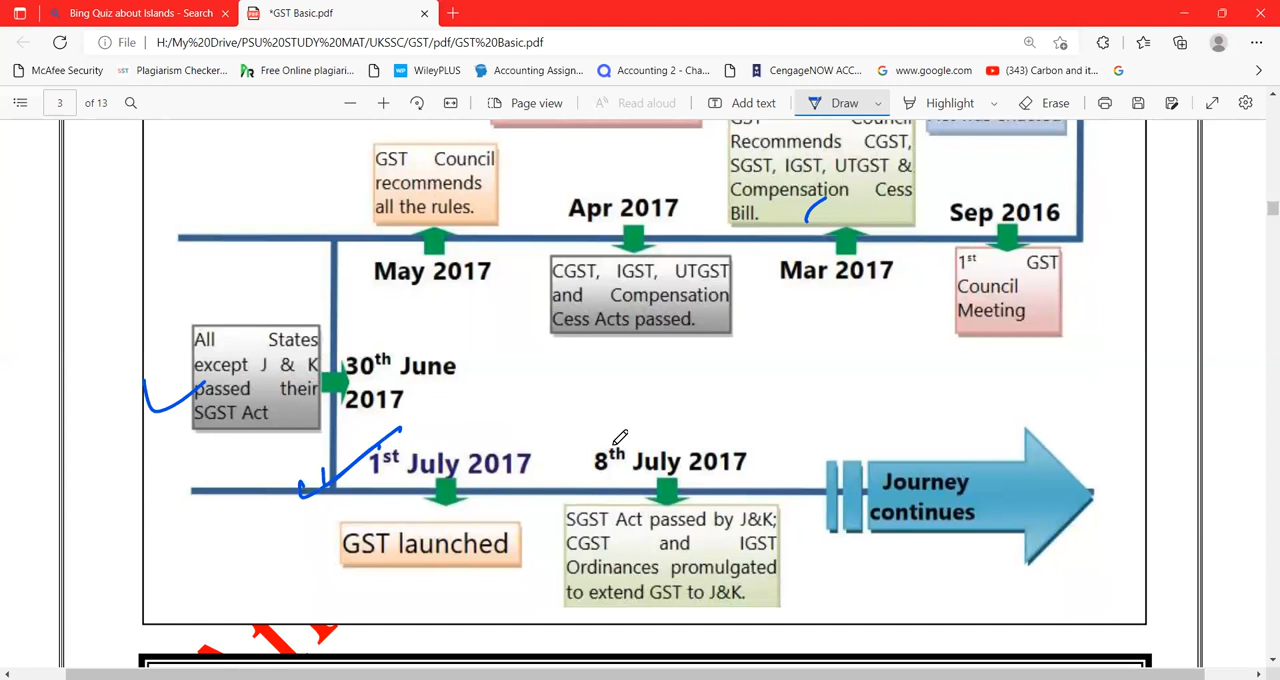 Bing Quiz about Islands - Search
*GST Basic.pdf
File H:/My%20Drive/PSU%20STUDY%20MAT/UKSSC/GST/pdf/GST%20Basic.pdf
McAfee Security
SST Plagiarism Checker...
Free Online plagiari...
WP WileyPLUS
Accounting Assign...
Accounting 2 - Cha...
CengageNOW ACC...
www.google.com
(343) Carbon and it...
3 of 13
Page view
Read aloud
Add text
Draw
Highlight
Erase
GST Council
recommends
all the rules.
May 2017
Apr 2017
CGST, IGST, UTGST
and Compensation
Cess Acts passed.
GST Council
Recommends CGST,
SGST, IGST, UTGST &
Compensation Cess
Bill.
Mar 2017
Sep 2016
1st GST
Council
Meeting
All States
except J & K
passed their
SGST Act
30th June
2017
1st July 2017
GST launched
8th July 2017
SGST Act passed by J&K;
CGST and IGST
Ordinances promulgated
to extend GST to J&K.
Journey
continues